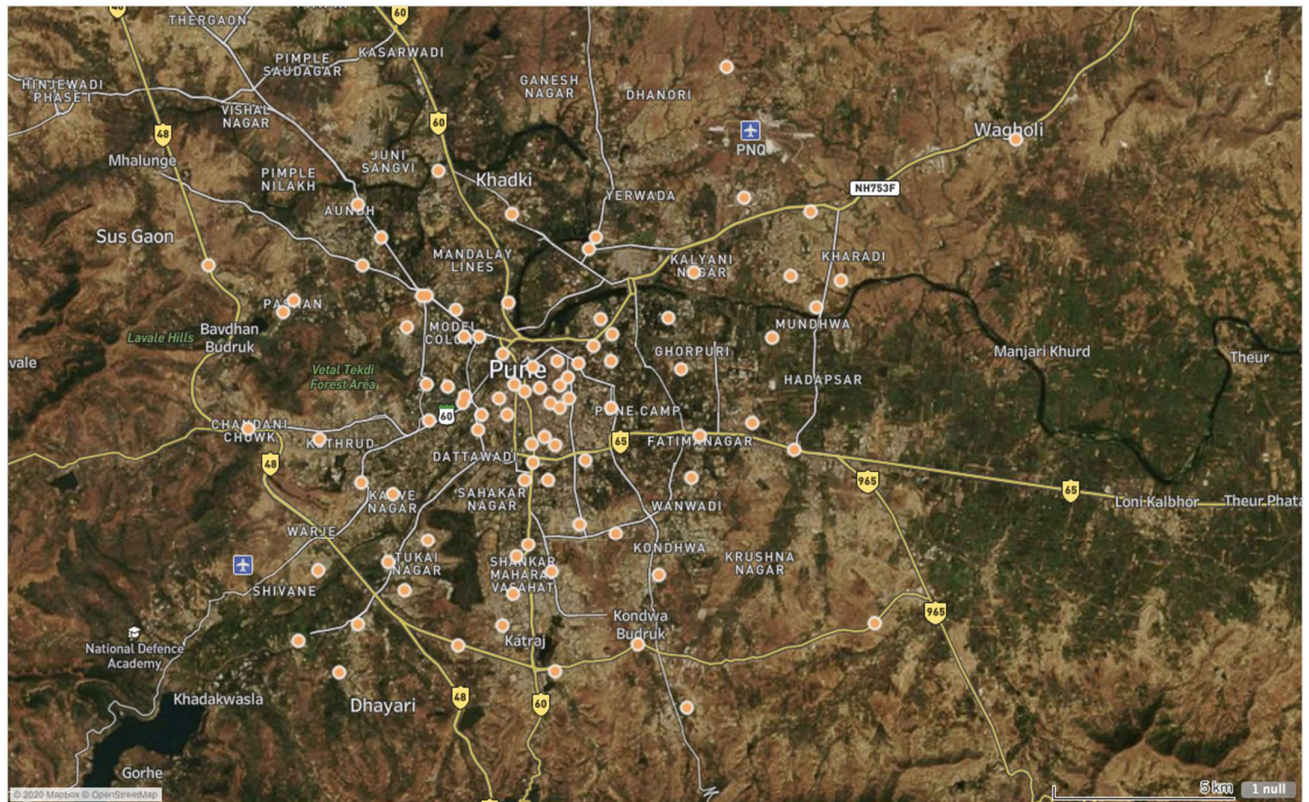 48
60
THERGAON
KASARWADI
PIMPLE
SAUDAGAR
HINJEWADI
PHASE I
GANESH
NAGAR
DHANORI
VISHAL
NAGAR
60
48
PNQ
Wagholi
Mhalunge
JUNI
SANGVI
PIMPLE
NILAKH
Khadki
NH753F
YERWADA
AUNDH
Sus Gaon
MANDALAY
LINES
KALYANI
NAGAR
KHARADI
PASHAN
Lavale Hills
Bavdhan
Budruk
MODEL
COLONY
MUNDHWA
vale
Vetal Tekdi
Forest Area
Pune
GHORPURI
Manjari Khurd
Theur
HADAPSAR
60
PUNE CAMP
CHANDANI
CHOWK
KOTHRUD
65
FATIMANAGAR
48
DATTAWADI
965
65
KARVE
NAGAR
SAHAKAR
NAGAR
WANWADI
Loni-Kalbhor
Theur Phata
WARJE
KONDHWA
TUKAI
NAGAR
SHANKAR
MAHARAJ
VASAHAT
KRUSHNA
NAGAR
SHIVANE
Kondwa
Budruk
965
National Defence
Academy
Katraj
Khadakwasla
Dhayari
48
60
Gorhe
© 2020 Mapbox © OpenStreetMap
5 km
1 null